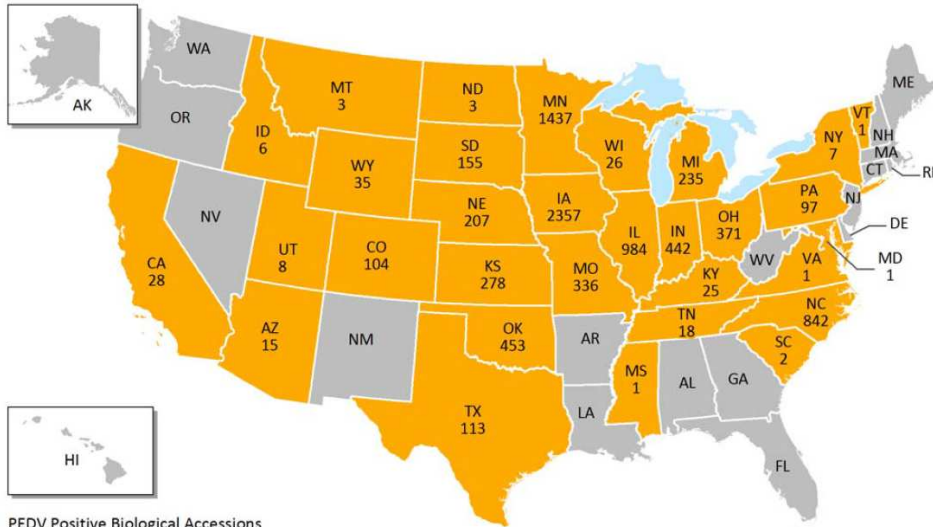 AK
WA
OR
ID
6
MT
3
ND
3
MN
1437
WI
26
MI
235
NY
7
VT
1
NH
ME
MA
CT
NV
UT
8
WY
35
SD
155
NE
207
IA
2357
IL
984
IN
442
OH
371
PA
97
NJ
DE
MD
1
CA
28
CO
104
KS
278
MO
336
KY
25
WV
VA
1
AZ
15
NM
OK
453
AR
TN
18
NC
842
SC
2
TX
113
LA
MS
1
AL
GA
FL
HI
PEDV Positive Biological Accessions